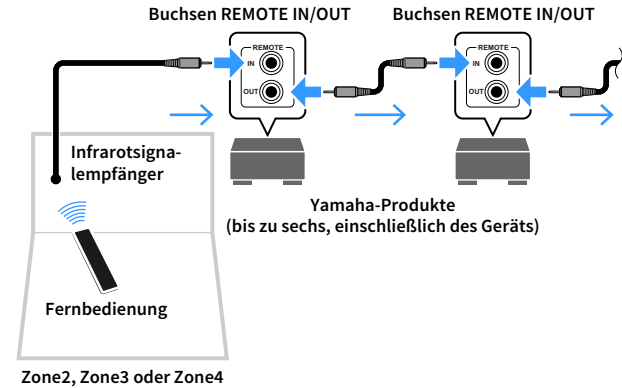 Buchsen REMOTE IN/OUT
Buchsen REMOTE IN/OUT
REMOTE
IN
OUT
REMOTE
IN
OUT
Infrarotsigna-
lempfänger
Yamaha-Produkte
(bis zu sechs, einschließlich des Geräts)
Fernbedienung
Zone2, Zone3 oder Zone4